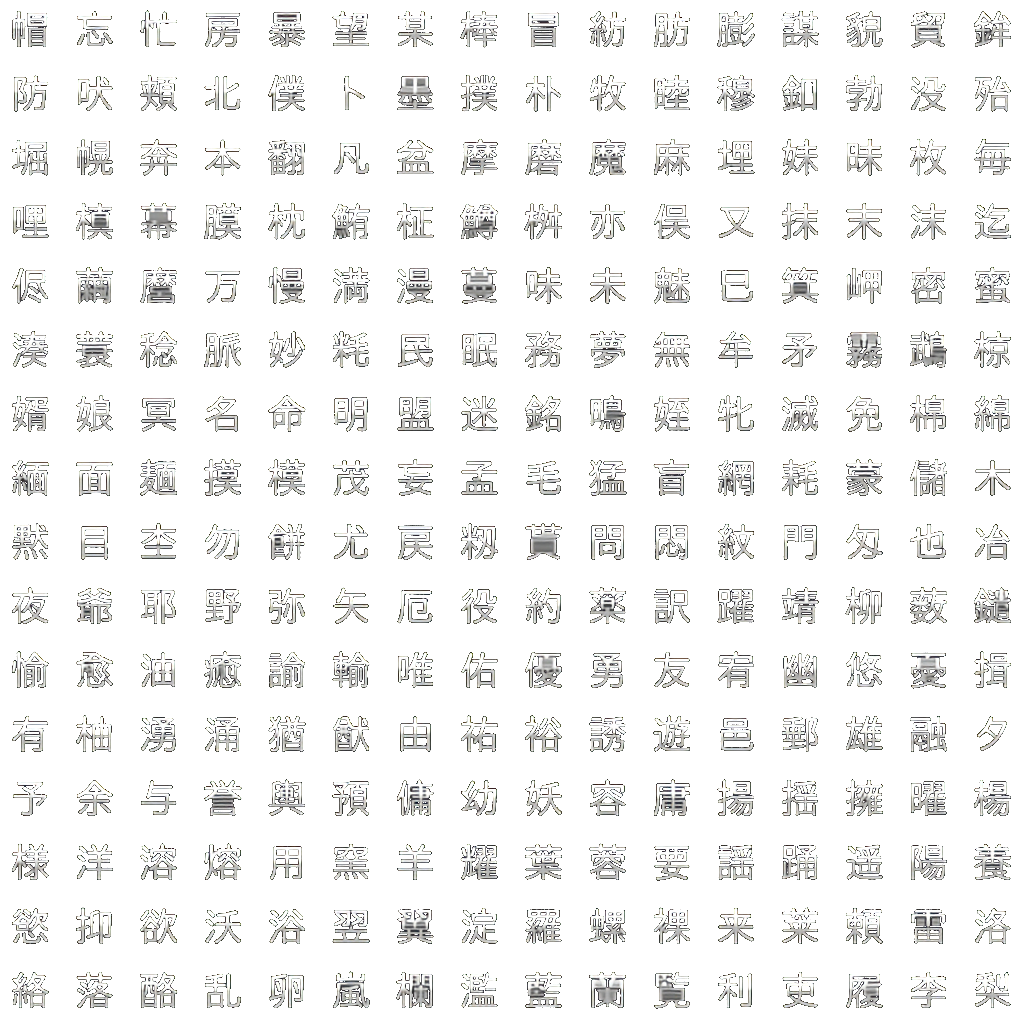 帽忘忙房暴望某棒冒紡肪膨謀貌貿鉾
防吠頬北僕卜墨撲朴牧睦穆釦勃没殆
堀幌奔本翻凡盆摩磨魔麻埋妹昧枚毎
哩槙幕膜枕鮪柾鱒桝亦俣又抹末沫迄
侭繭麿万慢満漫蔓味未魅巳箕岬密蜜
湊蓑稔脈妙粍民眠務夢無牟矛霧鵡椋
婿娘冥名命明盟迷銘鳴姪牝滅免棉綿
緬面麺摸模茂妄孟毛猛盲網耗蒙儲木
黙目杢勿餅尤戻籾貰問悶紋門匁也冶
夜爺耶野弥矢厄役約薬訳躍靖柳薮鑓
愉愈油癒諭輸唯佑優勇友宥幽悠憂揖
有柚湧涌猶猷由祐裕誘遊邑郵雄融夕
予余与誉輿預傭幼妖容庸揚揺擁曜楊
様洋溶熔用窯羊耀葉蓉要謡踊遥陽養
慾抑欲沃浴翌翼淀羅螺裸来莱頼雷洛
絡落酪乱卵嵐欄濫藍蘭覧利吏履李梨